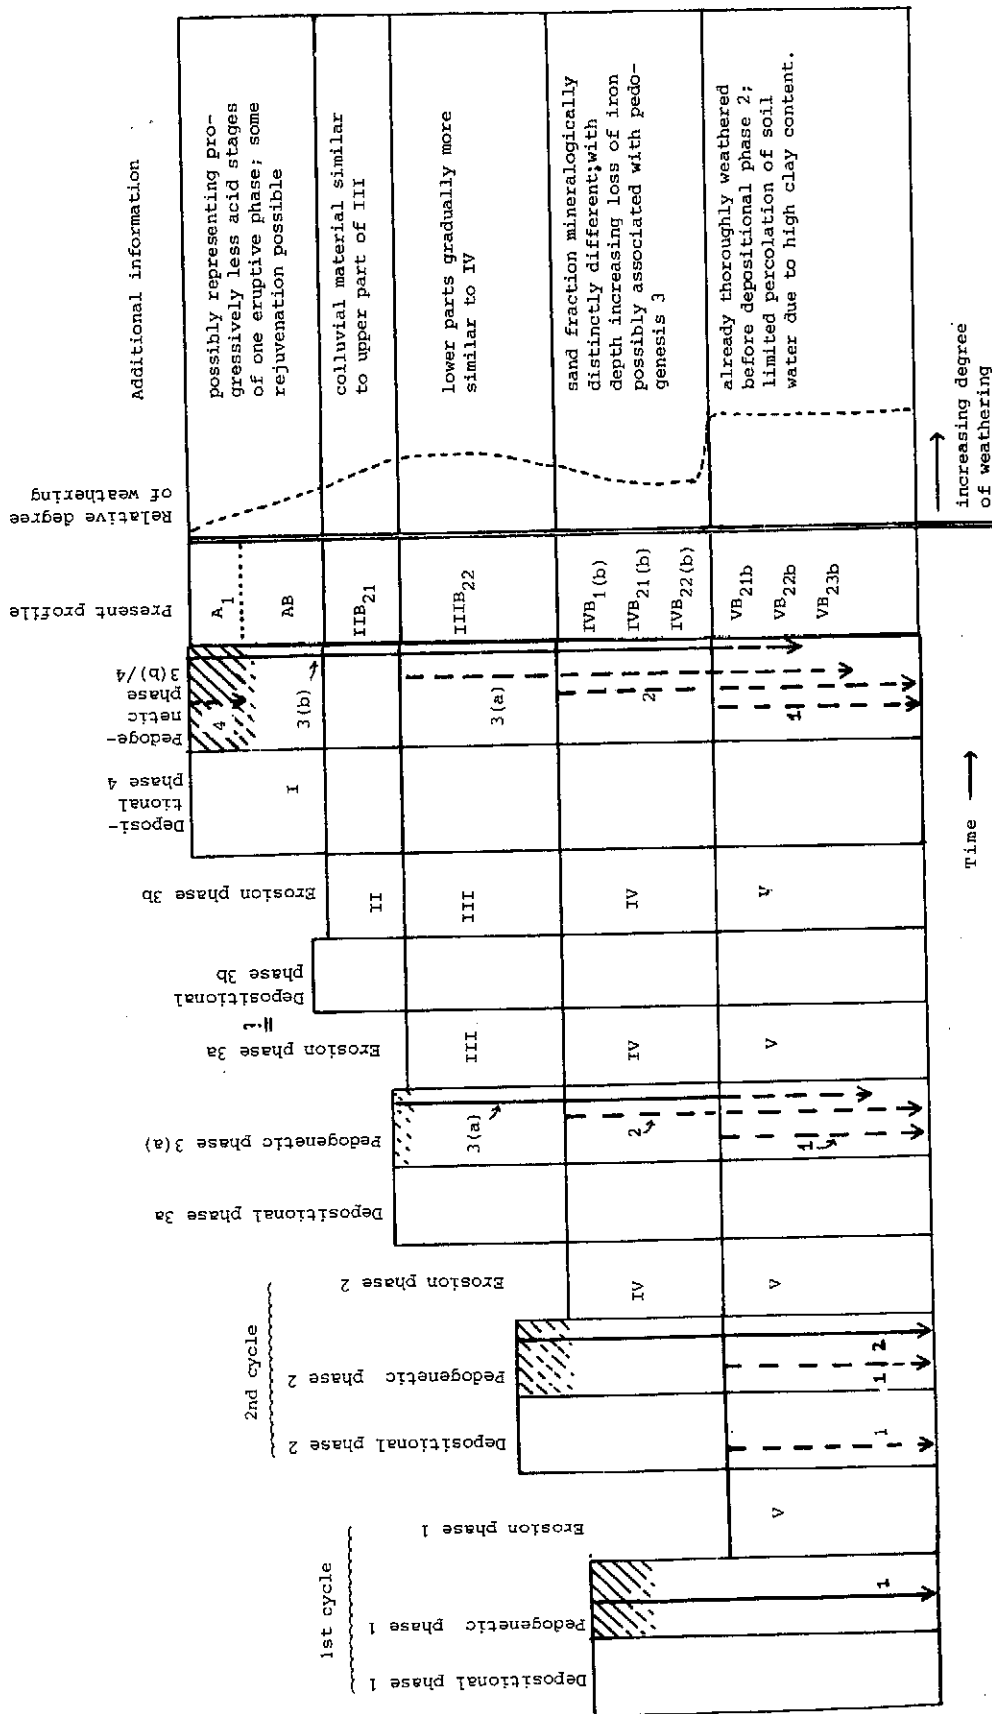 1st cycle
2nd cycle
Depositional phase 1
Pedogenetic phase 1
1
Erosion phase 1
V
Depositional phase 2
1
Pedogenetic phase 2
1
2
Erosion phase 2
IV
V
Depositional phase 3a
Pedogenetic phase 3(a)
3(a)
2
1
Erosion phase 3a
III
IV
V
Depositional
phase 3b
Erosion phase 3b
II
III
IV
V
Deposi-
tional
phase 4
I
Pedoge-
netic
phase
3(b)/4
4
3(b)
3(a)
2
1
Present profile
A1
AB
IIB21
IIIB22
IVB1(b)
IVB21(b)
IVB22(b)
VB21b
VB22b
VB23b
Relative degree
of weathering
Additional information
possibly representing pro-
gressively less acid stages
of one eruptive phase; some
rejuvenation possible
colluvial material similar
to upper part of III
lower parts gradually more
similar to IV
sand fraction mineralogically
distinctly different;with
depth increasing loss of iron
possibly associated with pedo-
genesis 3
already thoroughly weathered
before depositional phase 2;
limited percolation of soil
water due to high clay content.
Time
increasing degree
of weathering